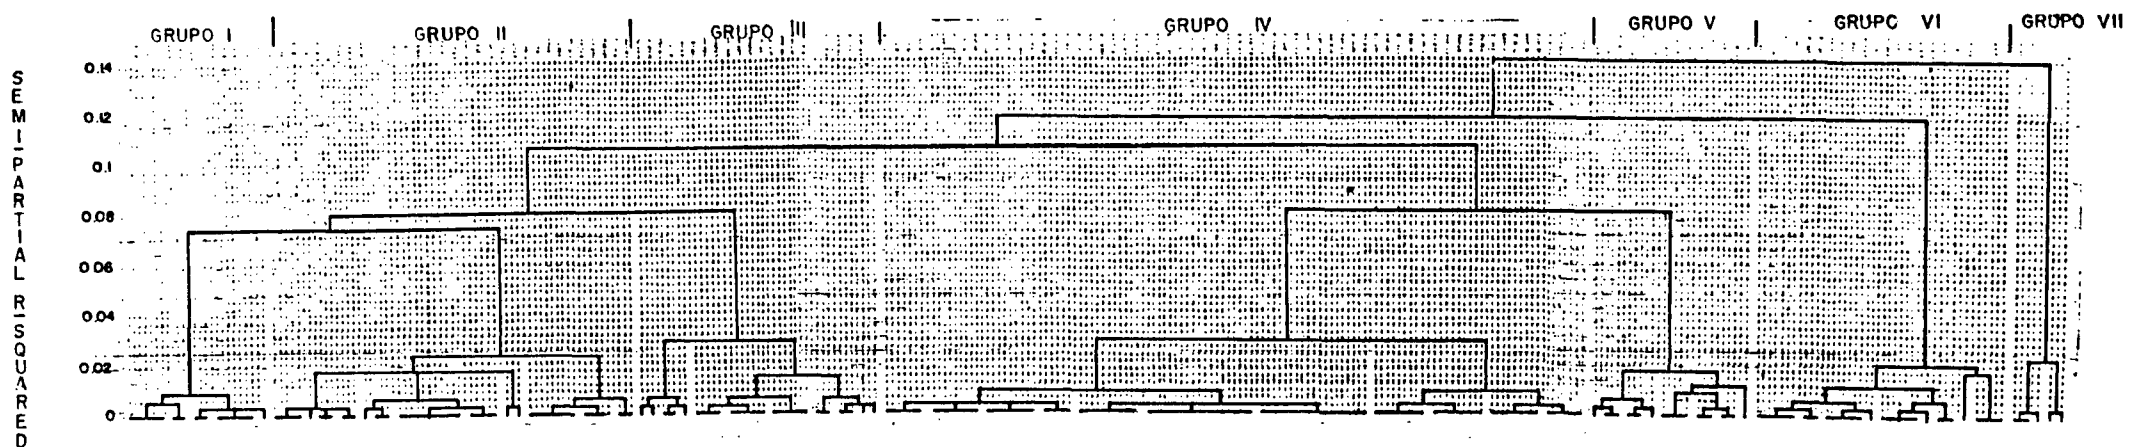 GRUPO I
GRUPO II
GRUPO III
GRUPO IV
GRUPO V
GRUPO VI
GRUPO VII
SEMI-PARTIAL R-SQUARED
0.14
0.12
0.1
0.08
0.06
0.04
0.02
0